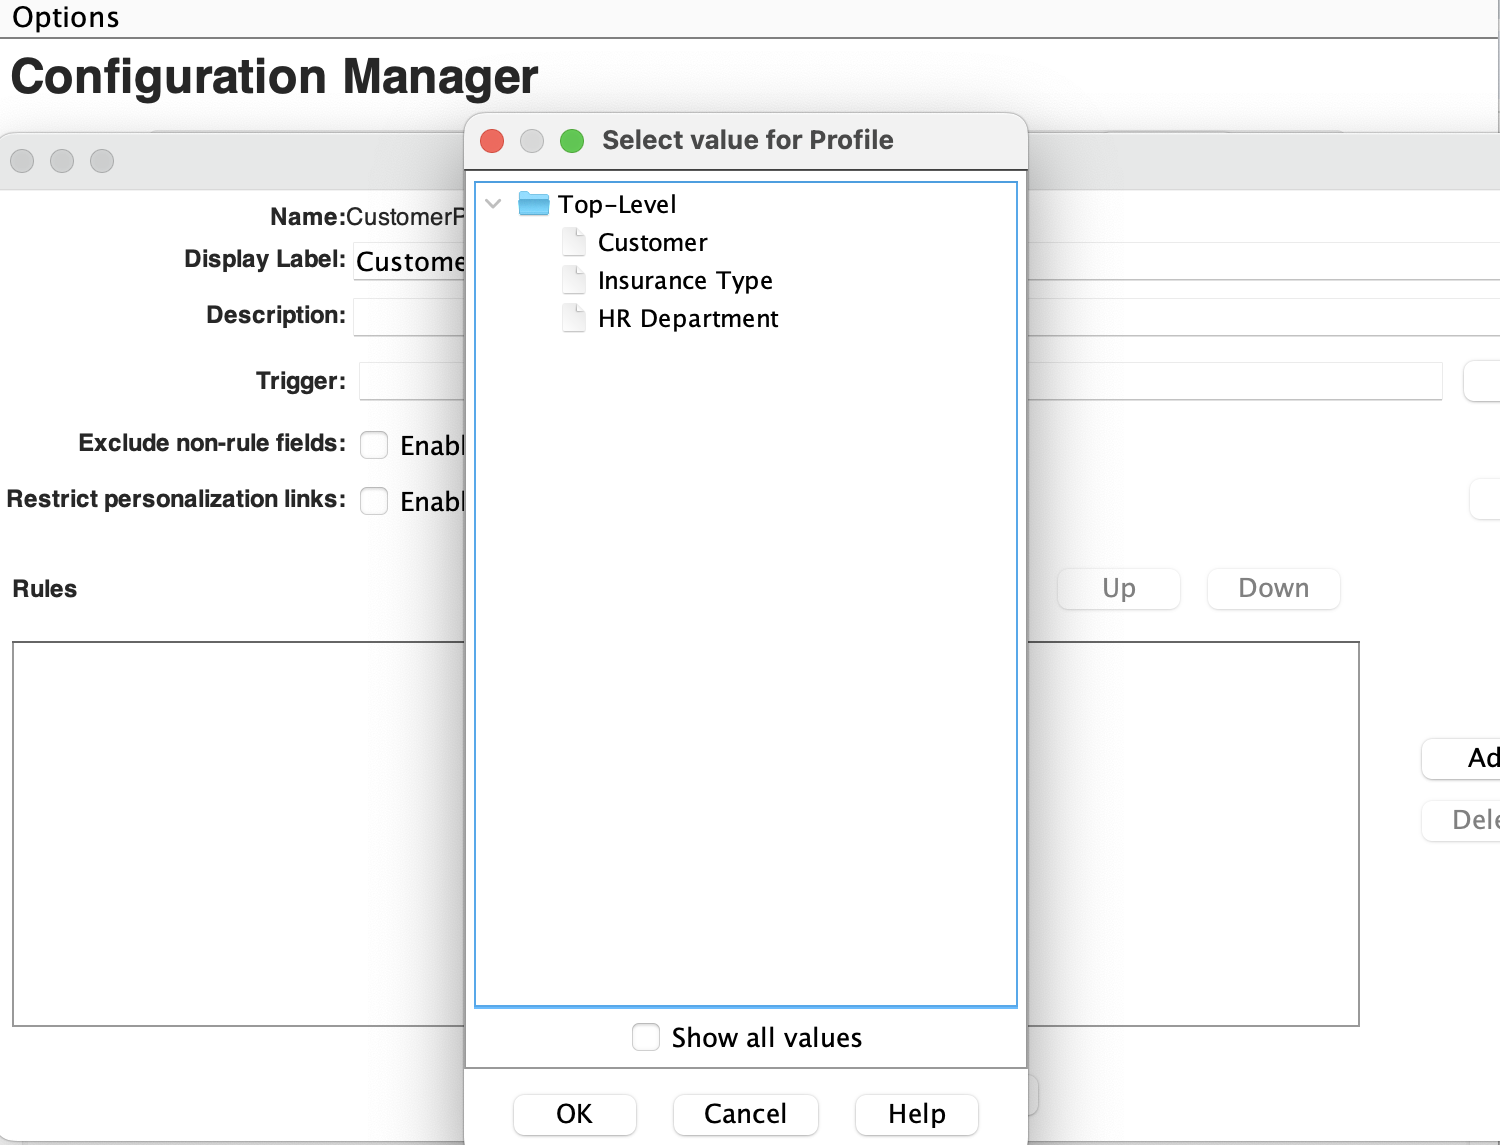 Options
Configuration Manager
Select value for Profile
Top-Level
Customer
Insurance Type
HR Department
Show all values
OK
Cancel
Help
Name:CustomerP
Display Label: Custome
Description:
Trigger:
Exclude non-rule fields: Enabl
Restrict personalization links: Enabl
Rules
Up
Down
Ad
Dele